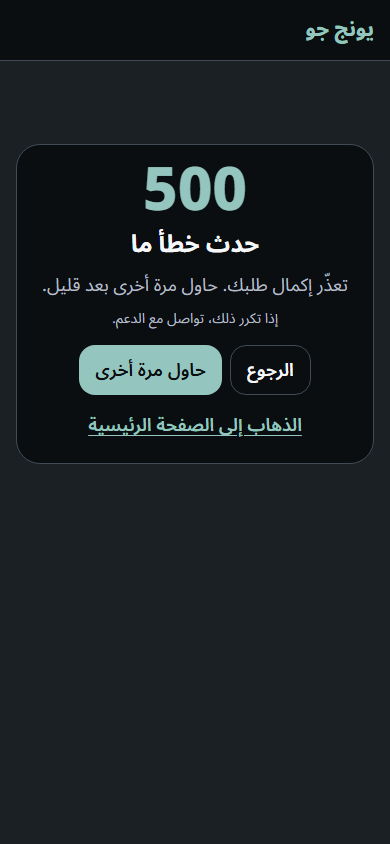 يونج جو
500
حدث خطأ ما
تعذّر إكمال طلبك. حاول مرة أخرى بعد قليل.
إذا تكرر ذلك، تواصل مع الدعم.
الرجوع
حاول مرة أخرى
الذهاب إلى الصفحة الرئيسية